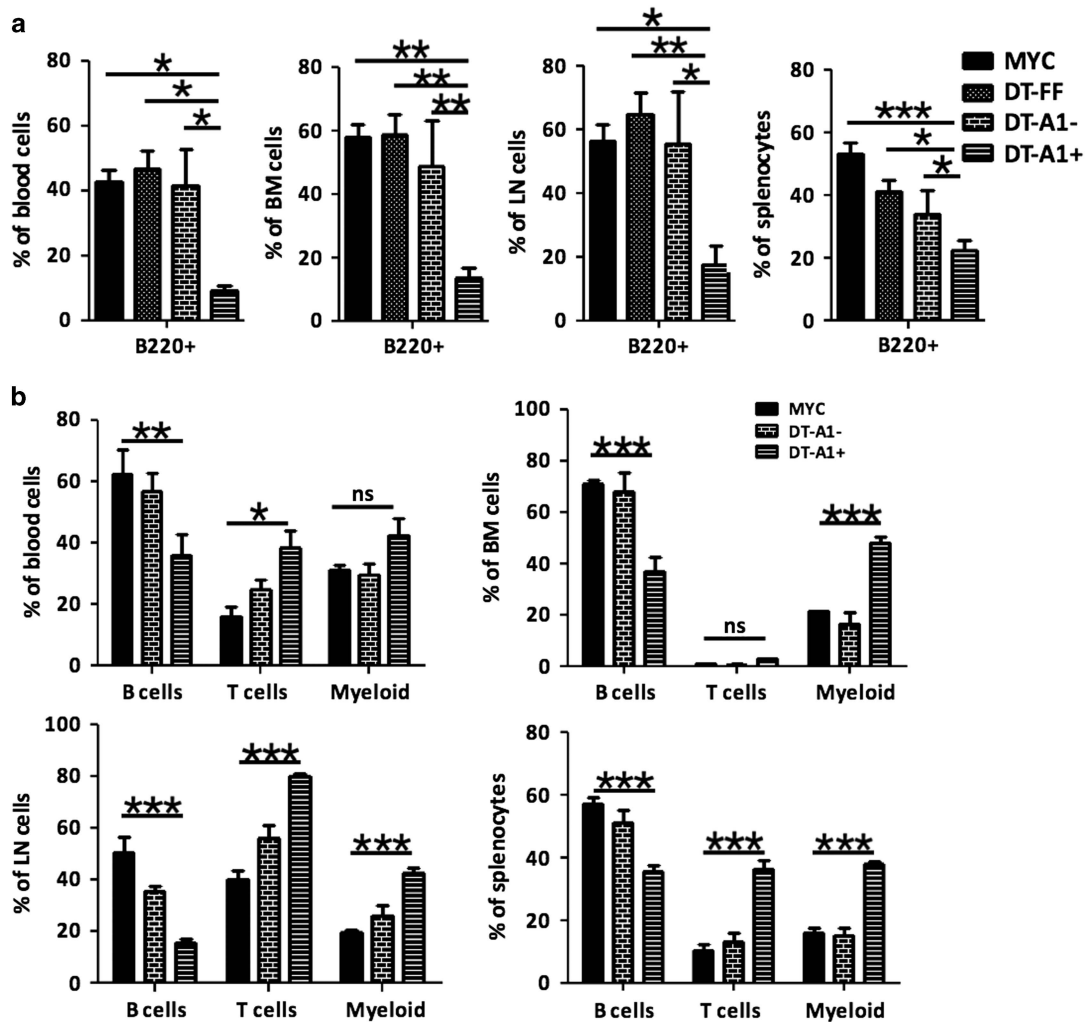 a
% of blood cells
80
60
40
20
0
* * *
B220+
% of BM cells
80
60
40
20
0
** ** **
B220+
% of LN cells
80
60
40
20
0
* ** *
B220+
% of splenocytes
80
60
40
20
0
*** * *
B220+
MYC
DT-FF
DT-A1-
DT-A1+
b
% of blood cells
80
60
40
20
0
** * ns
B cells T cells Myeloid
% of BM cells
100
80
60
40
20
0
*** ns ***
B cells T cells Myeloid
MYC
DT-A1-
DT-A1+
% of LN cells
100
80
60
40
20
0
*** *** ***
B cells T cells Myeloid
% of splenocytes
80
60
40
20
0
*** *** ***
B cells T cells Myeloid